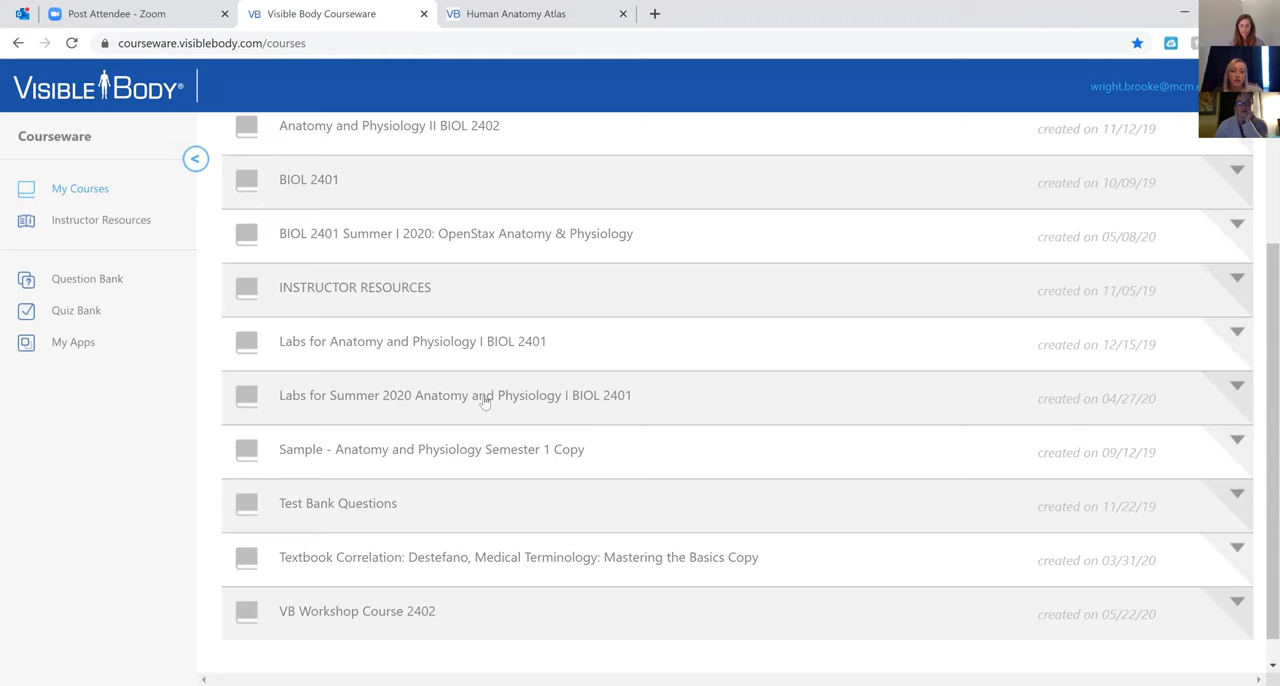 Post Attendee - Zoom
VB Visible Body Courseware
VB Human Anatomy Atlas
courseware.visiblebody.com/courses
VISIBLE BODY®
wright.brooke@mcm.
Courseware
<
My Courses
Instructor Resources
Question Bank
Quiz Bank
My Apps
Anatomy and Physiology II BIOL 2402 created on 11/12/19
BIOL 2401 created on 10/09/19
BIOL 2401 Summer I 2020: OpenStax Anatomy & Physiology created on 05/08/20
INSTRUCTOR RESOURCES created on 11/05/19
Labs for Anatomy and Physiology I BIOL 2401 created on 12/15/19
Labs for Summer 2020 Anatomy and Physiology I BIOL 2401 created on 04/27/20
Sample - Anatomy and Physiology Semester 1 Copy created on 09/12/19
Test Bank Questions created on 11/22/19
Textbook Correlation: Destefano, Medical Terminology: Mastering the Basics Copy created on 03/31/20
VB Workshop Course 2402 created on 05/22/20